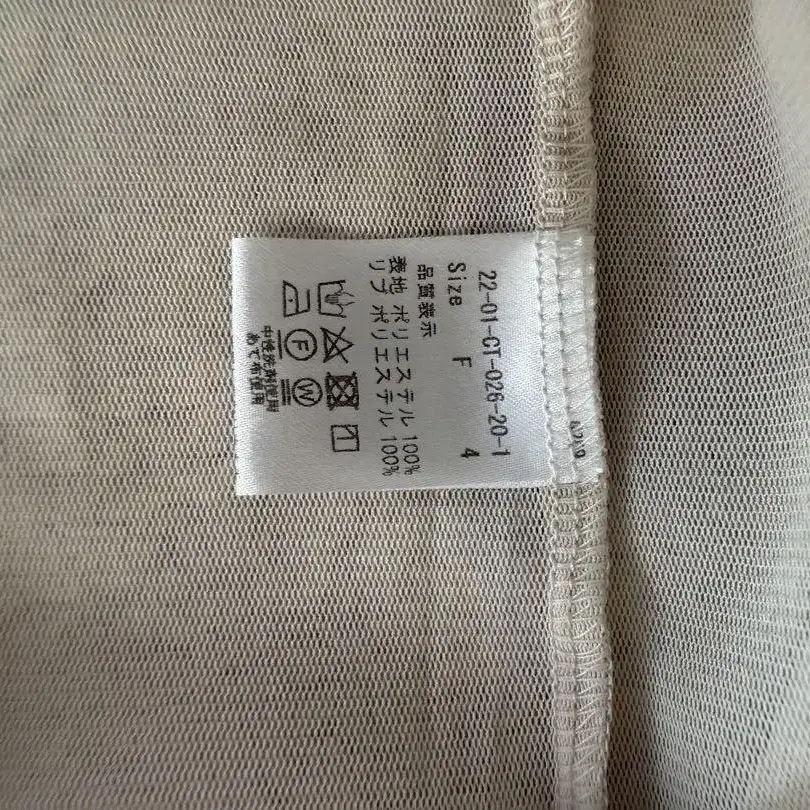 22-01-CT-026-20-1
Size F 4
品質表示
表地 ポリエステル 100%
リブ ポリエステル 100%
F
W
中性洗剤使用
あて布使用